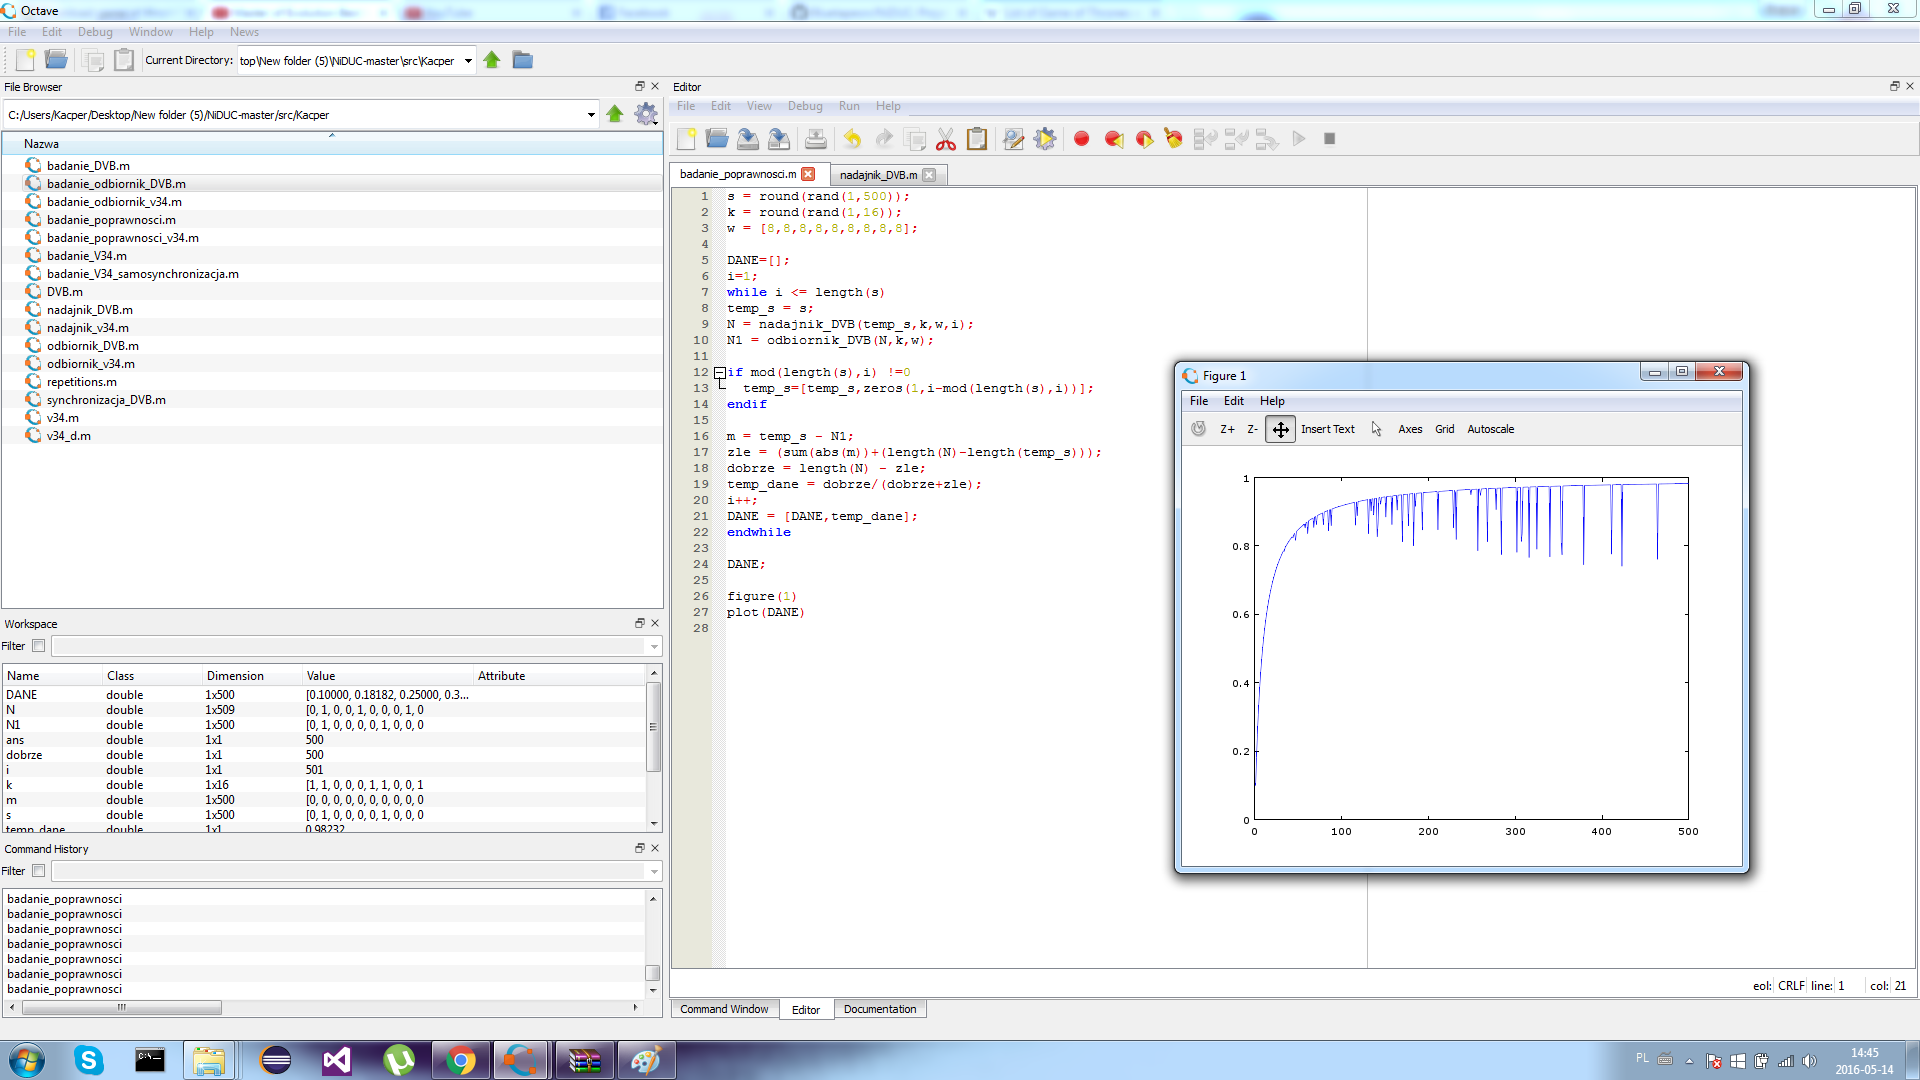 Octave
File Edit Debug Window Help News
Current Directory: top\New folder (5)\NiDUC-master\src\Kacper
File Browser
C:/Users/Kacper/Desktop/New folder (5)/NiDUC-master/src/Kacper
Nazwa
badanie_DVB.m
badanie_odbiornik_DVB.m
badanie_odbiornik_v34.m
badanie_poprawnosci.m
badanie_poprawnosci_v34.m
badanie_V34.m
badanie_V34_samosynchronizacja.m
DVB.m
nadajnik_DVB.m
nadajnik_v34.m
odbiornik_DVB.m
odbiornik_v34.m
repetitions.m
synchronizacja_DVB.m
v34.m
v34_d.m
Workspace
Filter
Name Class Dimension Value Attribute
DANE double 1x500 [0.10000, 0.18182, 0.25000, 0.3...
N double 1x509 [0, 1, 0, 0, 1, 0, 0, 0, 1, 0
N1 double 1x500 [0, 1, 0, 0, 0, 0, 1, 0, 0, 0
ans double 1x1 500
dobrze double 1x1 500
i double 1x1 501
k double 1x16 [1, 1, 0, 0, 0, 1, 1, 0, 0, 1
m double 1x500 [0, 0, 0, 0, 0, 0, 0, 0, 0, 0
s double 1x500 [0, 1, 0, 0, 0, 0, 1, 0, 0, 0
temp_dane double 1x1 0.98232
Command History
Filter
badanie_poprawnosci
badanie_poprawnosci
badanie_poprawnosci
badanie_poprawnosci
badanie_poprawnosci
badanie_poprawnosci
badanie_poprawnosci
Editor
File Edit View Debug Run Help
badanie_poprawnosci.m nadajnik_DVB.m
1 s = round(rand(1,500));
2 k = round(rand(1,16));
3 w = [8,8,8,8,8,8,8,8,8];
4
5 DANE=[];
6 i=1;
7 while i <= length(s)
8 temp_s = s;
9 N = nadajnik_DVB(temp_s,k,w,i);
10 N1 = odbiornik_DVB(N,k,w);
11
12 if mod(length(s),i) !=0
13 temp_s=[temp_s,zeros(1,i-mod(length(s),i))];
14 endif
15
16 m = temp_s - N1;
17 zle = (sum(abs(m))+(length(N)-length(temp_s)));
18 dobrze = length(N) - zle;
19 temp_dane = dobrze/(dobrze+zle);
20 i++;
21 DANE = [DANE,temp_dane];
22 endwhile
23
24 DANE;
25
26 figure(1)
27 plot(DANE)
28
eol: CRLF line: 1 col: 21
Command Window Editor Documentation
Figure 1
File Edit Help
Z+ Z- Insert Text Axes Grid Autoscale
1
0.8
0.6
0.4
0.2
0
0 100 200 300 400 500
PL
14:45
2016-05-14